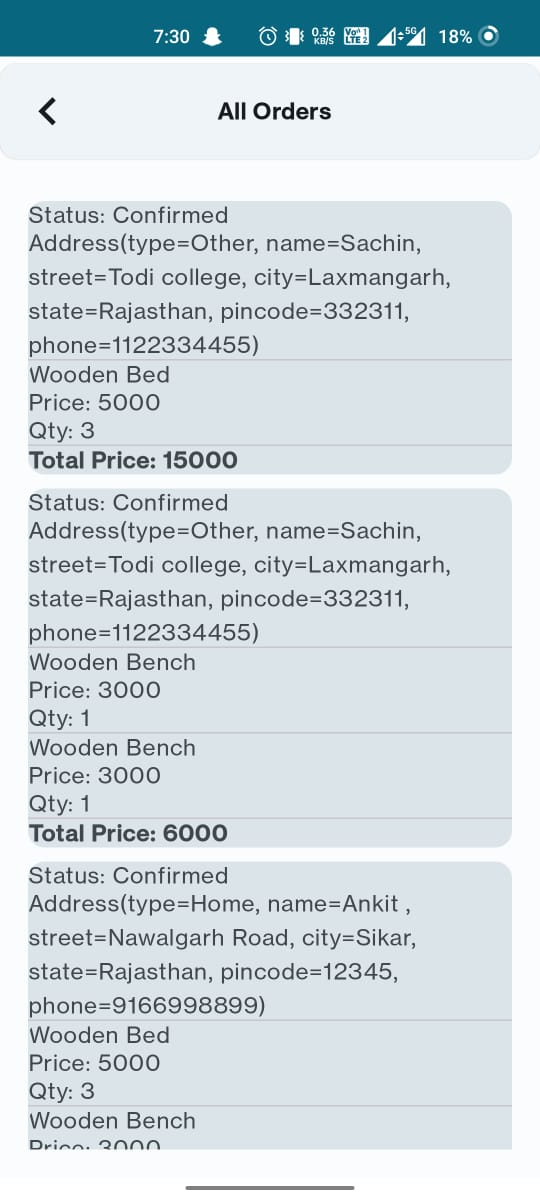 7:30 0.36 KB/S Vo 1 LTE 2 5G 18%
All Orders
Status: Confirmed
Address(type=Other, name=Sachin,
street=Todi college, city=Laxmangarh,
state=Rajasthan, pincode=332311,
phone=1122334455)
Wooden Bed
Price: 5000
Qty: 3
Total Price: 15000
Status: Confirmed
Address(type=Other, name=Sachin,
street=Todi college, city=Laxmangarh,
state=Rajasthan, pincode=332311,
phone=1122334455)
Wooden Bench
Price: 3000
Qty: 1
Wooden Bench
Price: 3000
Qty: 1
Total Price: 6000
Status: Confirmed
Address(type=Home, name=Ankit ,
street=Nawalgarh Road, city=Sikar,
state=Rajasthan, pincode=12345,
phone=9166998899)
Wooden Bed
Price: 5000
Qty: 3
Wooden Bench
Price: 3000